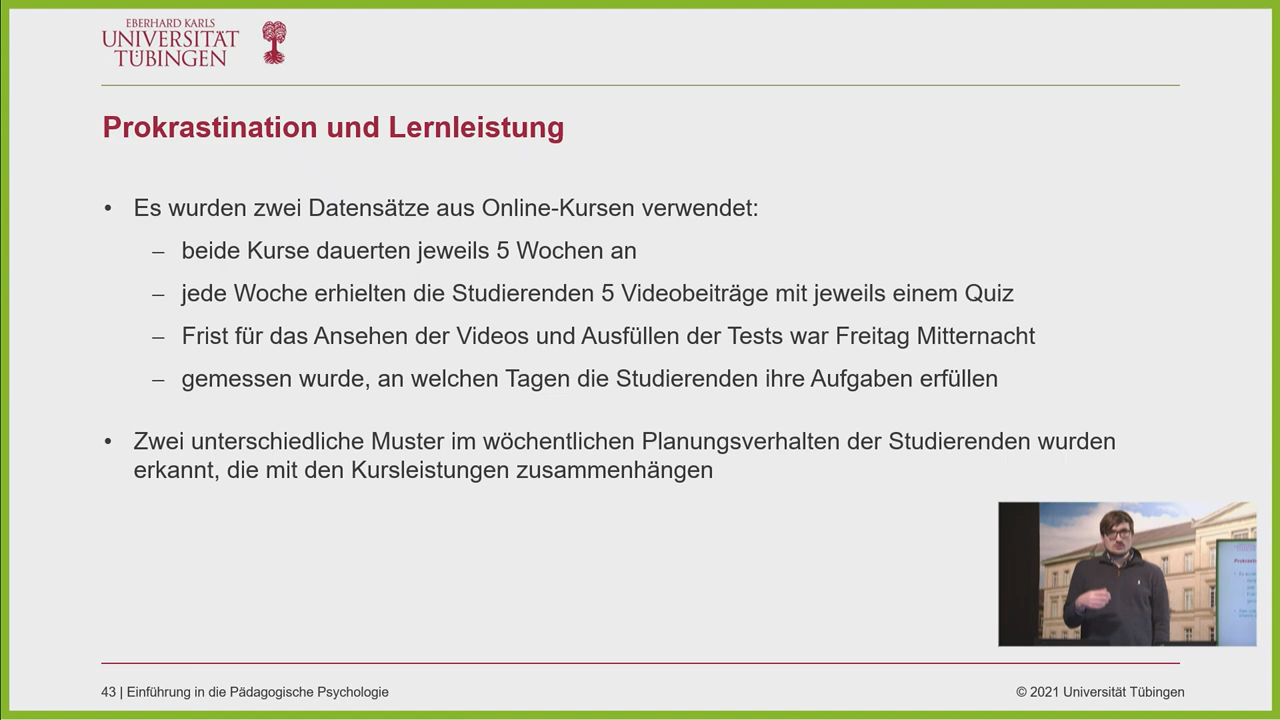 EBERHARD KARLS
UNIVERSITÄT
TÜBINGEN
Prokrastination und Lernleistung
• Es wurden zwei Datensätze aus Online-Kursen verwendet:
– beide Kurse dauerten jeweils 5 Wochen an
– jede Woche erhielten die Studierenden 5 Videobeiträge mit jeweils einem Quiz
– Frist für das Ansehen der Videos und Ausfüllen der Tests war Freitag Mitternacht
– gemessen wurde, an welchen Tagen die Studierenden ihre Aufgaben erfüllen
• Zwei unterschiedliche Muster im wöchentlichen Planungsverhalten der Studierenden wurden
erkannt, die mit den Kursleistungen zusammenhängen
43 | Einführung in die Pädagogische Psychologie
© 2021 Universität Tübingen